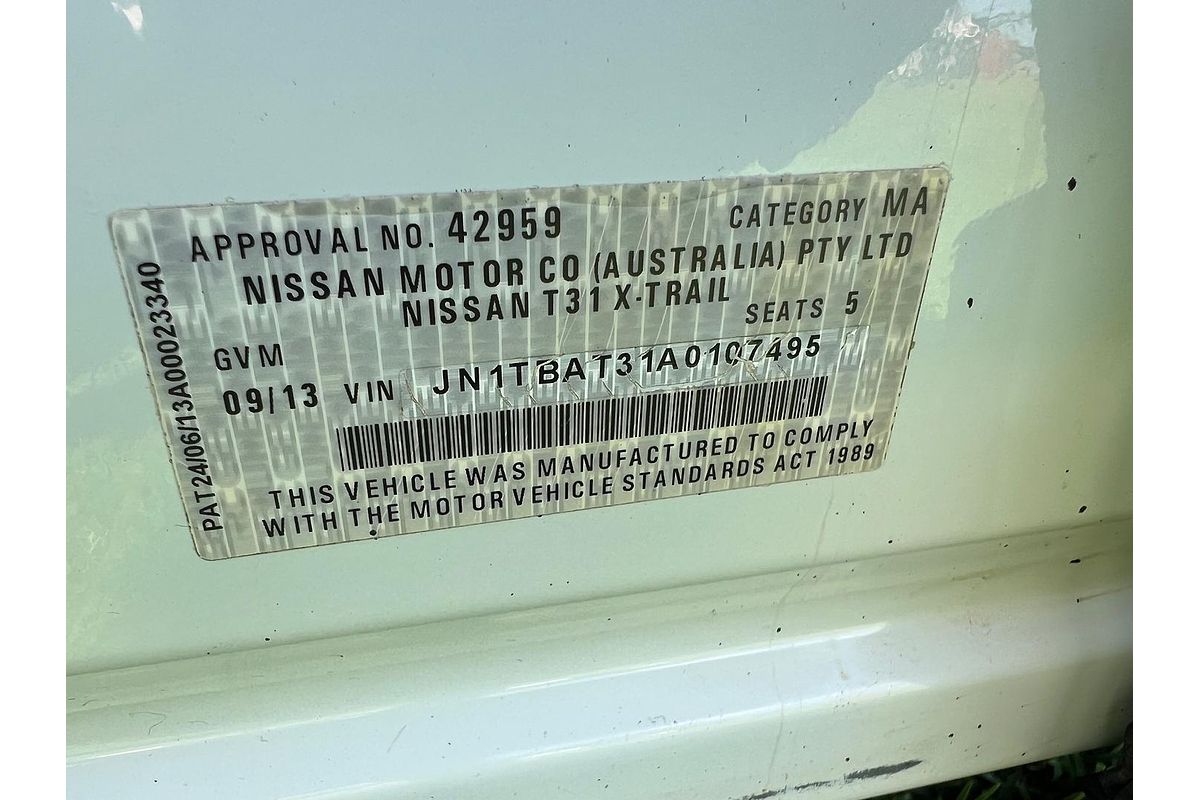 APPROVAL NO. 42959 CATEGORY MA
NISSAN MOTOR CO (AUSTRALIA) PTY LTD
NISSAN T31 X-TRAIL
GVM SEATS 5
09/13 VIN JN1TBAT31A0107495
THIS VEHICLE WAS MANUFACTURED TO COMPLY
WITH THE MOTOR VEHICLE STANDARDS ACT 1989
PAT24/06/13A00023340